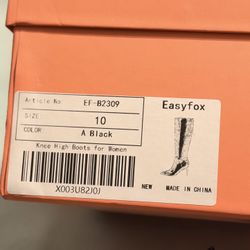 Article No: EF-B2309
SIZE: 10
COLOR: A Black
Knee High Boots for Women
X003U82J0J
Easyfox
NEW MADE IN CHINA